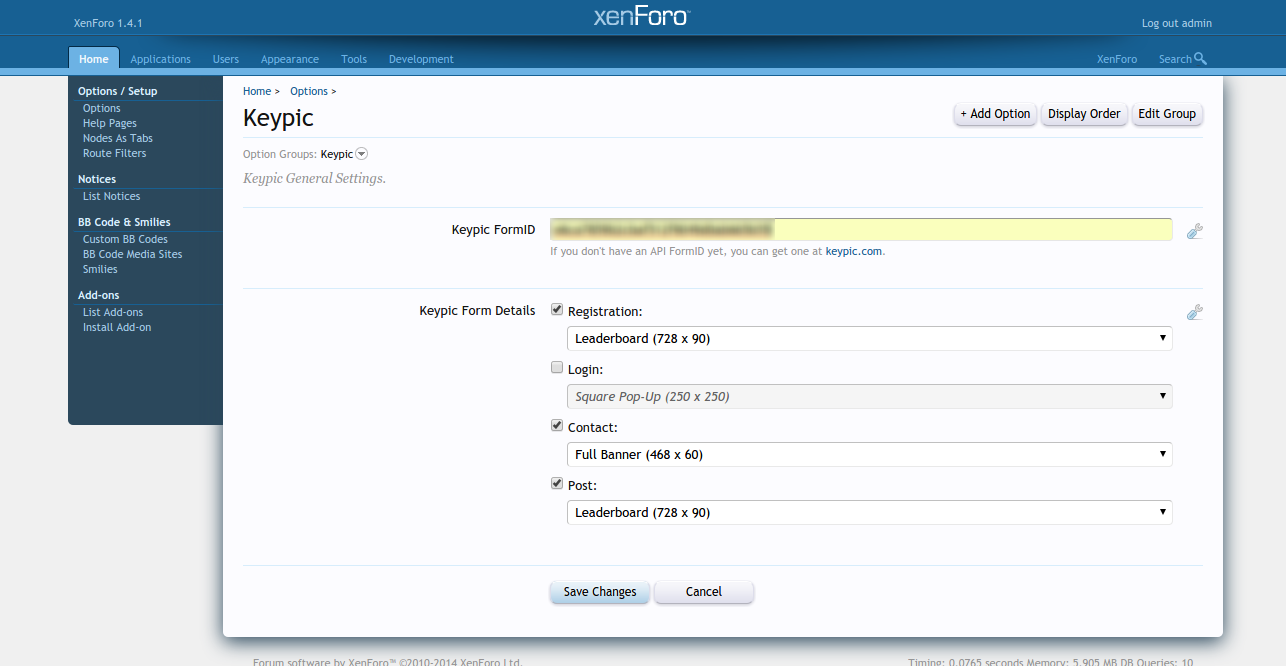 XenForo 1.4.1
xenForo™
Log out admin
Home Applications Users Appearance Tools Development
XenForo Search
Options / Setup
Options
Help Pages
Nodes As Tabs
Route Filters
Notices
List Notices
BB Code & Smilies
Custom BB Codes
BB Code Media Sites
Smilies
Add-ons
List Add-ons
Install Add-on
Home > Options >
Keypic
+ Add Option Display Order Edit Group
Option Groups: Keypic
Keypic General Settings.
Keypic FormID
If you don't have an API FormID yet, you can get one at keypic.com.
Keypic Form Details
Registration:
Leaderboard (728 x 90)
Login:
Square Pop-Up (250 x 250)
Contact:
Full Banner (468 x 60)
Post:
Leaderboard (728 x 90)
Save Changes Cancel
Forum software by XenForo™ ©2010-2014 XenForo Ltd.
Timing: 0.0765 seconds Memory: 5.905 MB DB Queries: 10